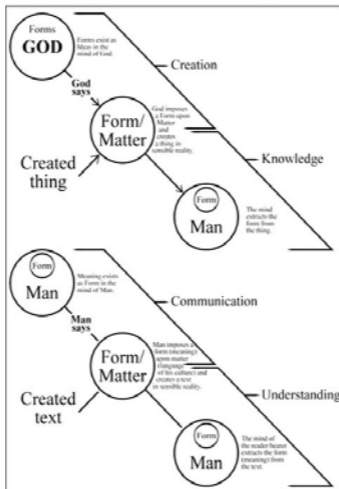 Forms
GOD
Forms exist as
Ideas in the
mind of God.
God
says
Creation
Form/
Matter
God imposes
a Form upon
Matter
and
creates
a thing in
sensible reality.
Created
thing
Knowledge
Form
Man
The mind
extracts the
form from
the thing.
Form
Man
Meaning exists
as Form in the
mind of Man.
Man
says
Communication
Form/
Matter
Man imposes a
form (meaning)
upon matter
(language
of his culture) and
creates a text
in sensible reality.
Created
text
Understanding
Form
Man
The mind of
the reader/hearer
extracts the form
(meaning) from
the text.